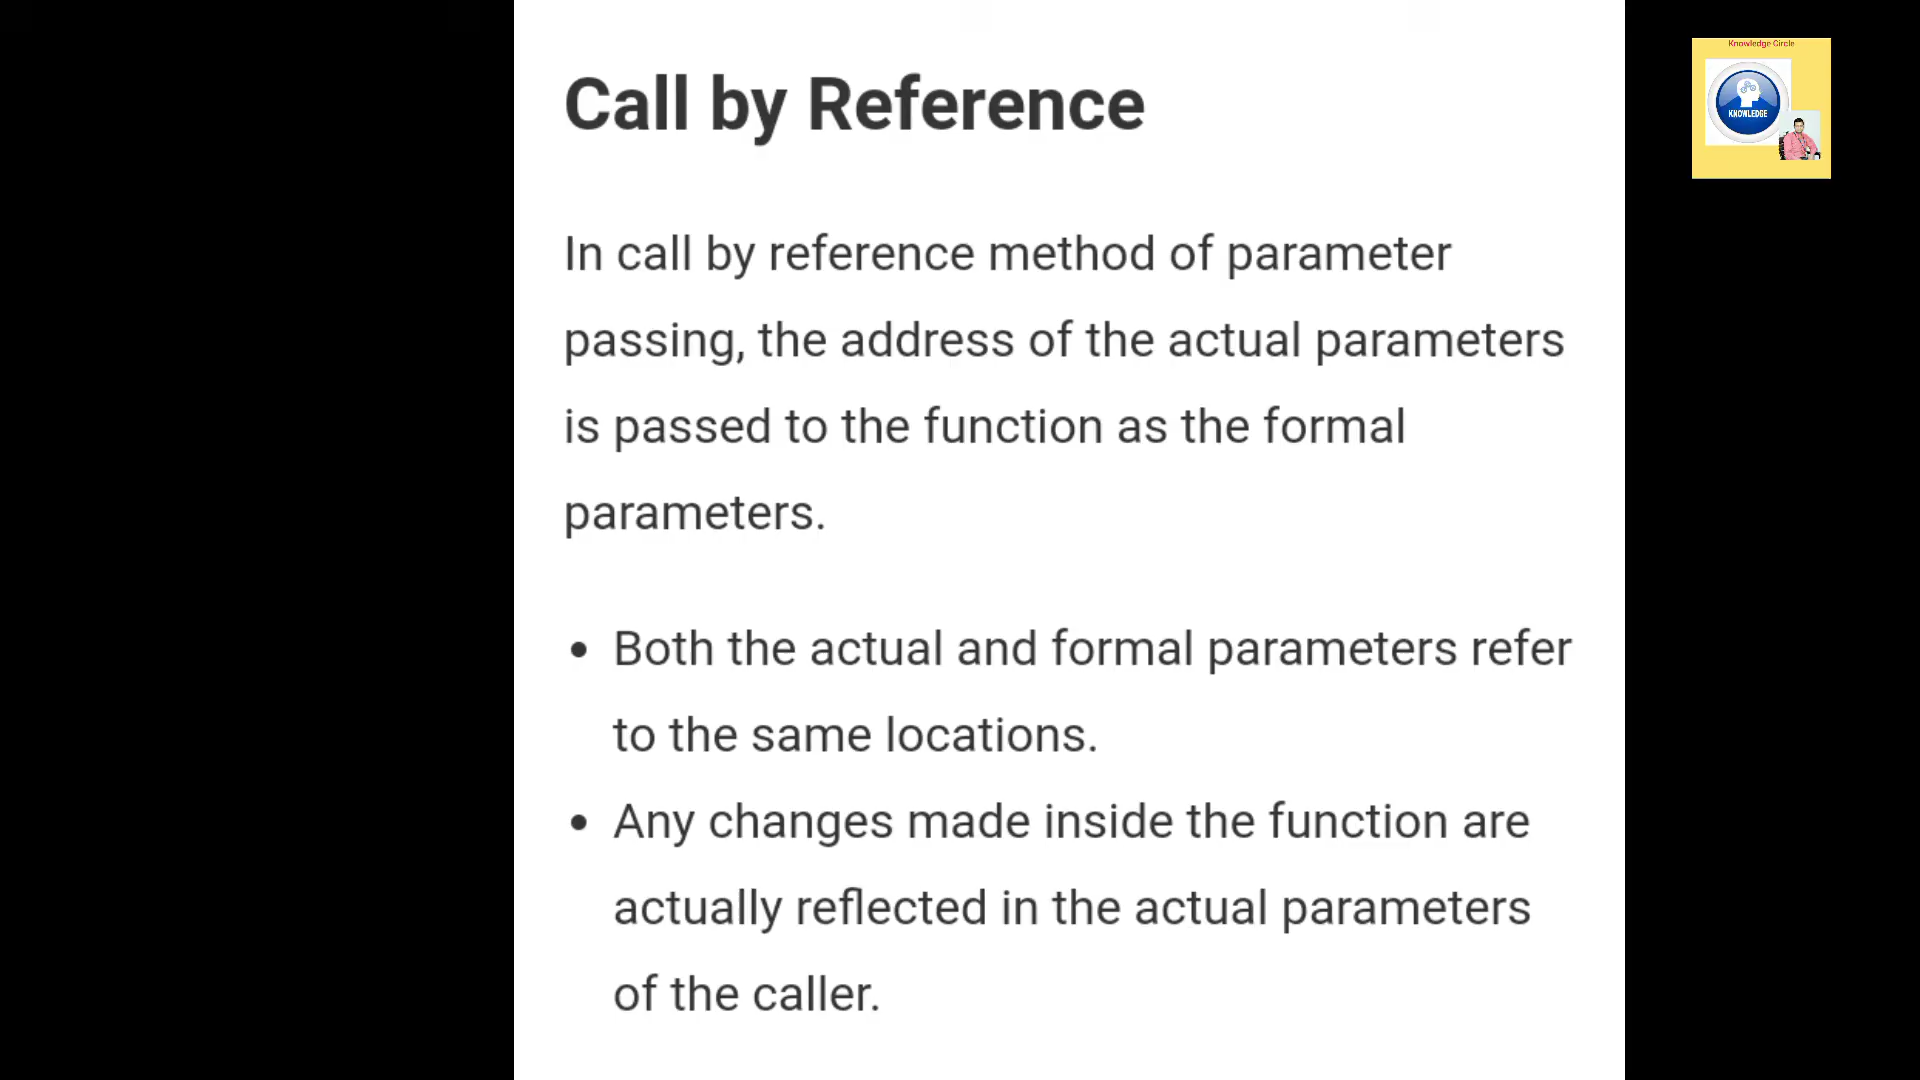 Knowledge Circle
KNOWLEDGE
Call by Reference
In call by reference method of parameter
passing, the address of the actual parameters
is passed to the function as the formal
parameters.
• Both the actual and formal parameters refer
to the same locations.
• Any changes made inside the function are
actually reflected in the actual parameters
of the caller.